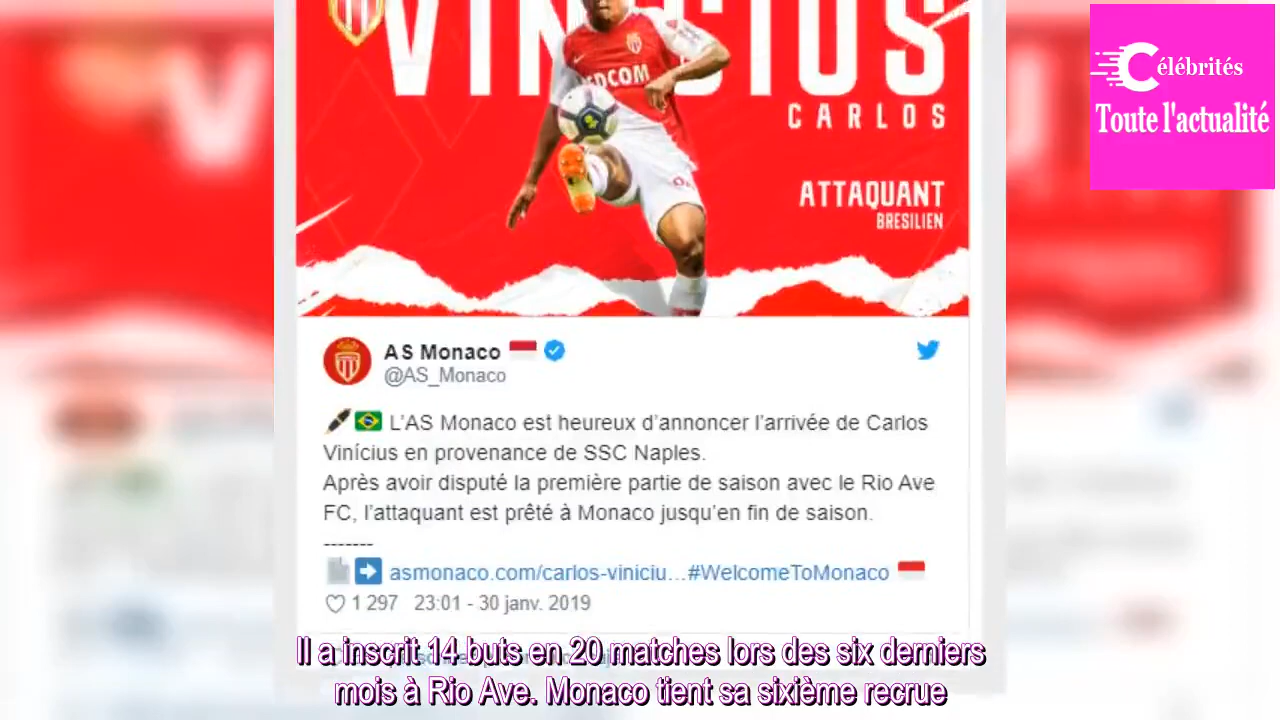 VINICIUS
CARLOS
ATTAQUANT
BRESILIEN
Célébrités
Toute l'actualité
AS Monaco
@AS_Monaco
L'AS Monaco est heureux d'annoncer l'arrivée de Carlos
Vinícius en provenance de SSC Naples.
Après avoir disputé la première partie de saison avec le Rio Ave
FC, l'attaquant est prêté à Monaco jusqu'en fin de saison.
-------
asmonaco.com/carlos-viniciu…#WelcomeToMonaco
1 297 23:01 - 30 janv. 2019
Il a inscrit 14 buts en 20 matches lors des six derniers
mois à Rio Ave. Monaco tient sa sixième recrue